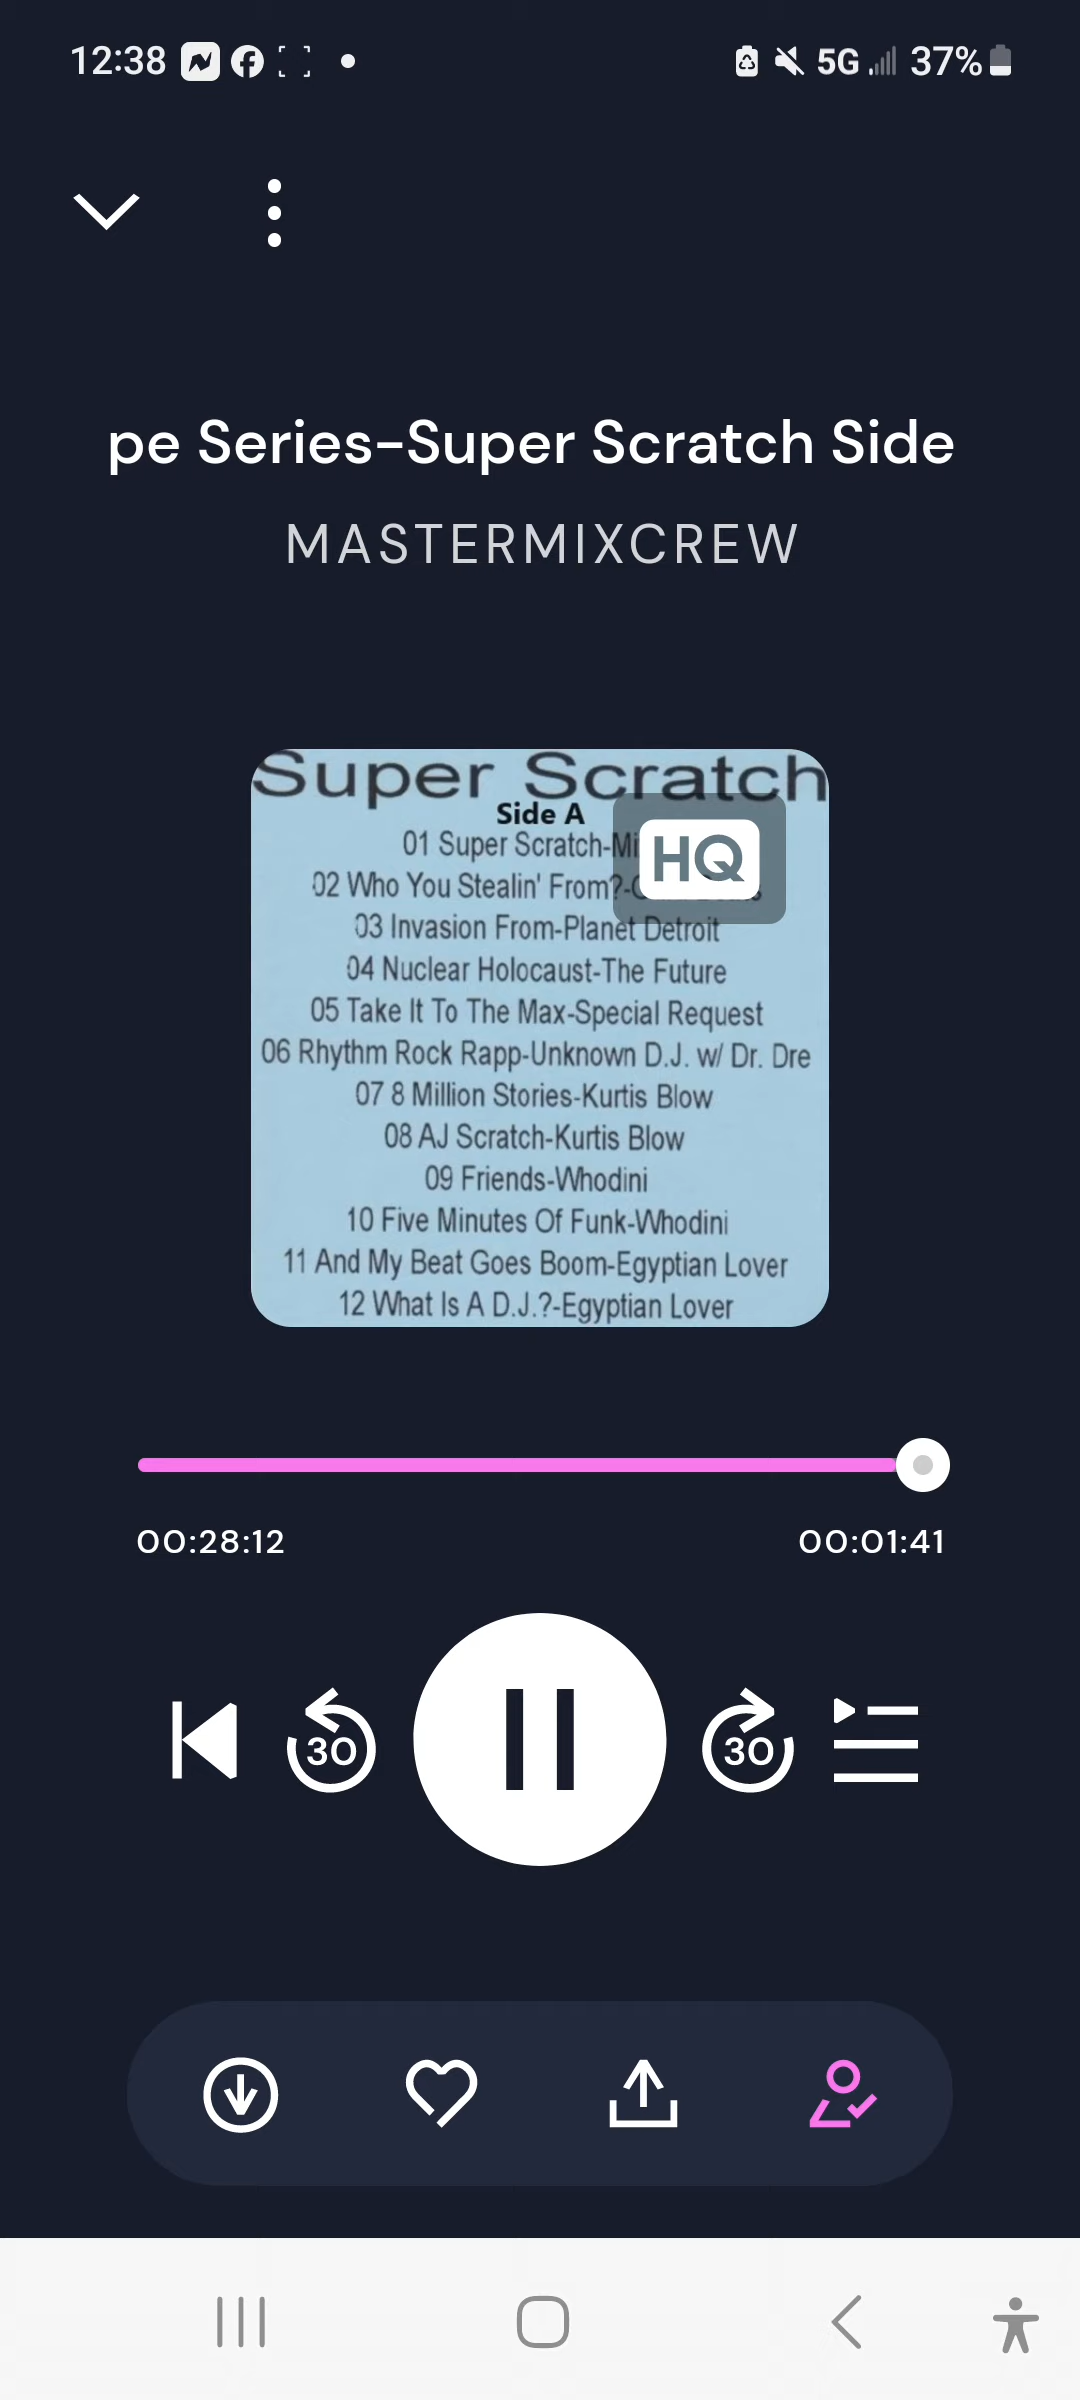 12:38
5G 37%
pe Series-Super Scratch Side
MASTERMIXCREW
Super Scratch
Side A
01 Super Scratch-Mi
HQ
02 Who You Stealin' From?-
03 Invasion From-Planet Detroit
04 Nuclear Holocaust-The Future
05 Take It To The Max-Special Request
06 Rhythm Rock Rapp-Unknown D.J. w/ Dr. Dre
07 8 Million Stories-Kurtis Blow
08 AJ Scratch-Kurtis Blow
09 Friends-Whodini
10 Five Minutes Of Funk-Whodini
11 And My Beat Goes Boom-Egyptian Lover
12 What Is A D.J.?-Egyptian Lover
00:28:12
00:01:41
30
30